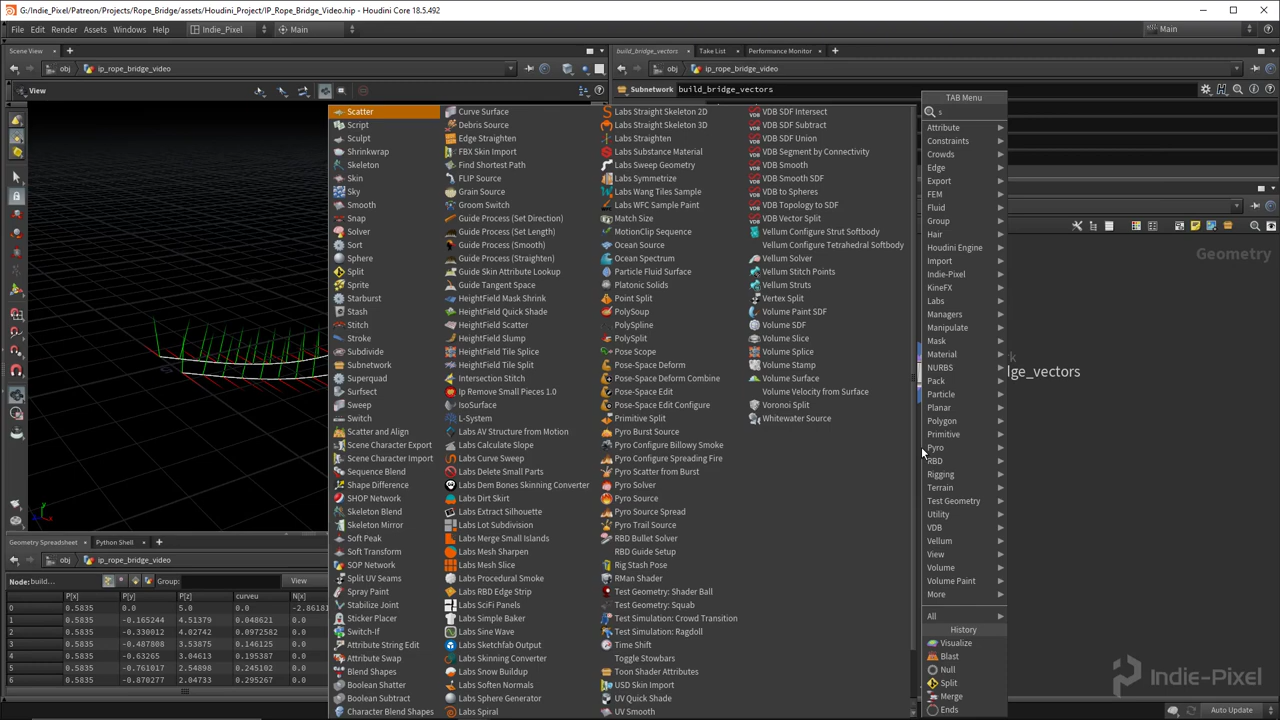 G:/Indie_Pixel/Patreon/Projects/Rope_Bridge/assets/Houdini_Project/IP_Rope_Bridge_Video.hip - Houdini Core 18.5.492
File Edit Render Assets Windows Help Indie_Pixel Main Main
Scene View build_bridge_vectors Take List Performance Monitor
obj ip_rope_bridge_video obj ip_rope_bridge_video
View Subnetwork build_bridge_vectors
TAB Menu
s
Scatter
Script
Sculpt
Shrinkwrap
Skeleton
Skin
Sky
Smooth
Snap
Solver
Sort
Sphere
Split
Sprite
Starburst
Stash
Stitch
Stroke
Subdivide
Subnetwork
Superquad
Surfsect
Sweep
Switch
Scatter and Align
Scene Character Export
Scene Character Import
Sequence Blend
Shape Difference
SHOP Network
Skeleton Blend
Skeleton Mirror
Soft Peak
Soft Transform
SOP Network
Split UV Seams
Spray Paint
Stabilize Joint
Sticker Placer
Switch-If
Attribute String Edit
Attribute Swap
Blend Shapes
Boolean Shatter
Boolean Subtract
Character Blend Shapes
Curve Surface
Debris Source
Edge Straighten
FBX Skin Import
Find Shortest Path
FLIP Source
Grain Source
Groom Switch
Guide Process (Set Direction)
Guide Process (Set Length)
Guide Process (Smooth)
Guide Process (Straighten)
Guide Skin Attribute Lookup
Guide Tangent Space
HeightField Mask Shrink
HeightField Quick Shade
HeightField Scatter
HeightField Slump
HeightField Tile Splice
HeightField Tile Split
Intersection Stitch
Ip Remove Small Pieces 1.0
IsoSurface
L-System
Labs AV Structure from Motion
Labs Calculate Slope
Labs Curve Sweep
Labs Delete Small Parts
Labs Dem Bones Skinning Converter
Labs Dirt Skirt
Labs Extract Silhouette
Labs Lot Subdivision
Labs Merge Small Islands
Labs Mesh Sharpen
Labs Mesh Slice
Labs Procedural Smoke
Labs RBD Edge Strip
Labs SciFi Panels
Labs Simple Baker
Labs Sine Wave
Labs Sketchfab Output
Labs Skinning Converter
Labs Snow Buildup
Labs Soften Normals
Labs Sphere Generator
Labs Spiral
Labs Straight Skeleton 2D
Labs Straight Skeleton 3D
Labs Straighten
Labs Substance Material
Labs Sweep Geometry
Labs Symmetrize
Labs Wang Tiles Sample
Labs WFC Sample Paint
Match Size
MotionClip Sequence
Ocean Source
Ocean Spectrum
Particle Fluid Surface
Platonic Solids
Point Split
PolySoup
PolySpline
PolySplit
Pose Scope
Pose-Space Deform
Pose-Space Deform Combine
Pose-Space Edit
Pose-Space Edit Configure
Primitive Split
Pyro Burst Source
Pyro Configure Billowy Smoke
Pyro Configure Spreading Fire
Pyro Scatter from Burst
Pyro Solver
Pyro Source
Pyro Source Spread
Pyro Trail Source
RBD Bullet Solver
RBD Guide Setup
Rig Stash Pose
RMan Shader
Test Geometry: Shader Ball
Test Geometry: Squab
Test Simulation: Crowd Transition
Test Simulation: Ragdoll
Time Shift
Toggle Stowbars
Toon Shader Attributes
USD Skin Import
UV Quick Shade
UV Smooth
VDB SDF Intersect
VDB SDF Subtract
VDB SDF Union
VDB Segment by Connectivity
VDB Smooth
VDB Smooth SDF
VDB to Spheres
VDB Topology to SDF
VDB Vector Split
Vellum Configure Strut Softbody
Vellum Configure Tetrahedral Softbody
Vellum Solver
Vellum Stitch Points
Vellum Struts
Vertex Split
Volume Paint SDF
Volume SDF
Volume Slice
Volume Splice
Volume Stamp
Volume Surface
Volume Velocity from Surface
Voronoi Split
Whitewater Source
Attribute
Constraints
Crowds
Edge
Export
FEM
Fluid
Group
Hair
Houdini Engine
Import
Indie-Pixel
KineFX
Labs
Managers
Manipulate
Mask
Material
NURBS
Pack
Particle
Planar
Polygon
Primitive
Pyro
RBD
Rigging
Terrain
Test Geometry
Utility
VDB
Vellum
View
Volume
Volume Paint
More
All
History
Visualize
Blast
Null
Split
Merge
Ends
Geometry
dge_vectors
Geometry Spreadsheet Python Shell
obj ip_rope_bridge_video
Node: build... Group: View
P[x] P[y] P[z] curveu N[x]
0 0.5835 0.0 5.0 0.0 -2.86181
1 0.5835 -0.165244 4.51379 0.048621 0.0
2 0.5835 -0.330012 4.02742 0.0972582 0.0
3 0.5835 -0.487808 3.53875 0.146125 0.0
4 0.5835 -0.63265 3.04613 0.195387 0.0
5 0.5835 -0.761017 2.54898 0.245102 0.0
6 0.5835 -0.870277 2.04733 0.295267 0.0
Indie-Pixel
Auto Update